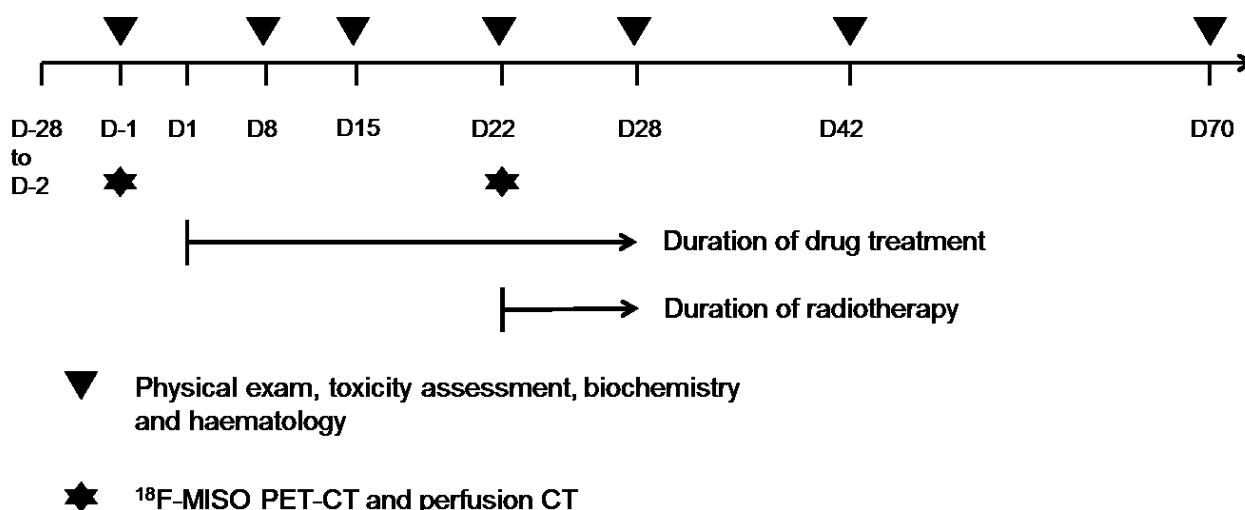 D-28 D-1 D1 D8 D15 D22 D28 D42 D70
to
D-2
Duration of drug treatment
Duration of radiotherapy
Physical exam, toxicity assessment, biochemistry
and haematology
¹⁸F-MISO PET-CT and perfusion CT